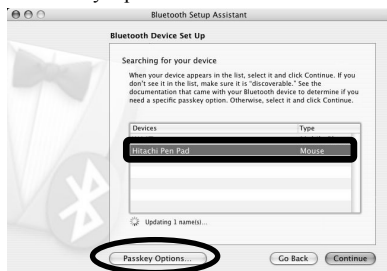 Bluetooth Setup Assistant
Bluetooth Device Set Up
Searching for your device
When your device appears in the list, select it and click Continue. If you
don't see it in the list, make sure it is "discoverable." See the
documentation that came with your Bluetooth device to determine if you
need a specific passkey option. Otherwise, select it and click Continue.
Devices Type
Hitachi Pen Pad Mouse
Updating 1 name(s)...
Passkey Options... Go Back Continue